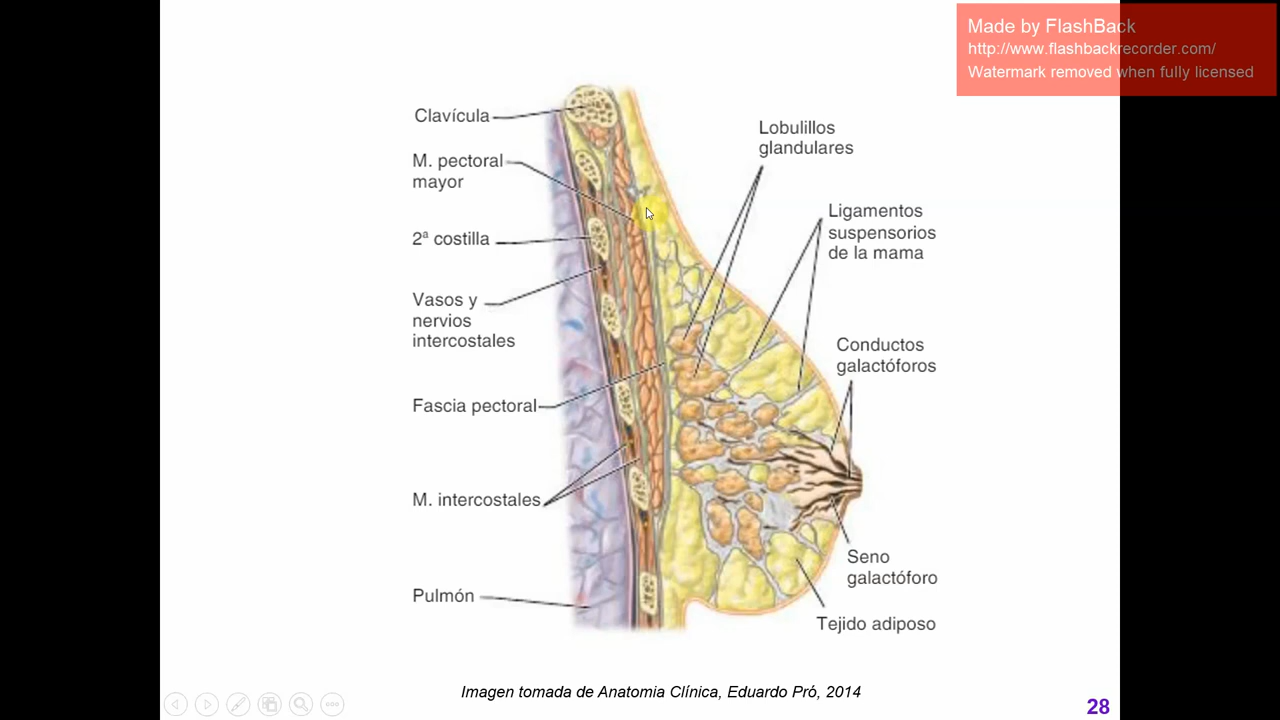 Made by FlashBack
http://www.flashbackrecorder.com/
Watermark removed when fully licensed
Clavícula
M. pectoral
mayor
2ª costilla
Vasos y
nervios
intercostales
Fascia pectoral
M. intercostales
Pulmón
Lobulillos
glandulares
Ligamentos
suspensorios
de la mama
Conductos
galactóforos
Seno
galactóforo
Tejido adiposo
Imagen tomada de Anatomia Clínica, Eduardo Pró, 2014
28